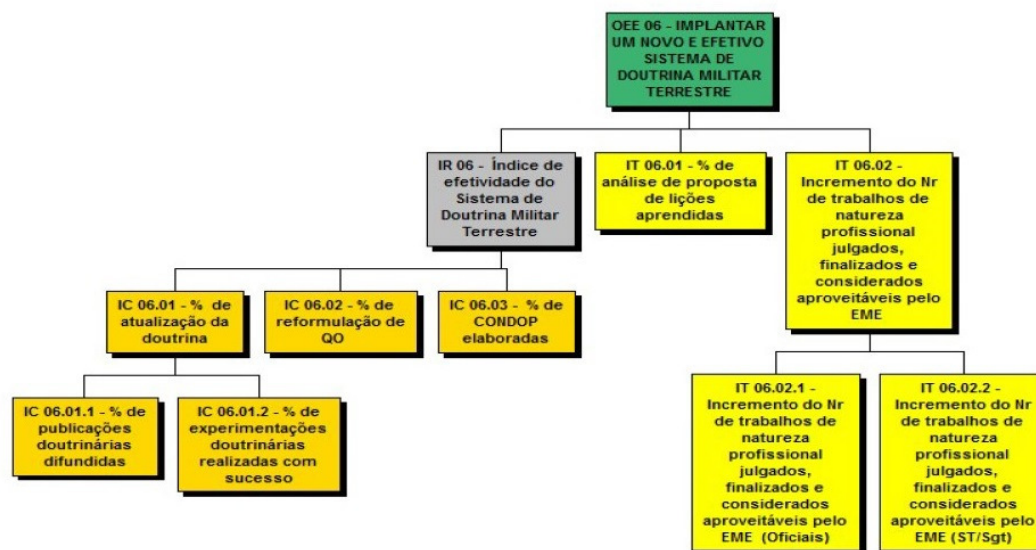 OEE 06 - IMPLANTAR
UM NOVO E EFETIVO
SISTEMA DE
DOUTRINA MILITAR
TERRESTRE
IR 06 - Índice de
efetividade do
Sistema de
Doutrina Militar
Terrestre
IT 06.01 - % de
análise de proposta
de lições
aprendidas
IT 06.02 -
Incremento do Nr
de trabalhos de
natureza
profissional
julgados,
finalizados e
considerados
aproveitáveis pelo
EME
IC 06.01 - % de
atualização da
doutrina
IC 06.02 - % de
reformulação de
QO
IC 06.03 - % de
CONDOP
elaboradas
IC 06.01.1 - % de
publicações
doutrinárias
difundidas
IC 06.01.2 - % de
experimentações
doutrinárias
realizadas com
sucesso
IT 06.02.1 -
Incremento do Nr
de trabalhos de
natureza
profissional
julgados,
finalizados e
considerados
aproveitáveis pelo
EME (Oficiais)
IT 06.02.2 -
Incremento do Nr
de trabalhos de
natureza
profissional
julgados,
finalizados e
considerados
aproveitáveis pelo
EME (ST/Sgt)